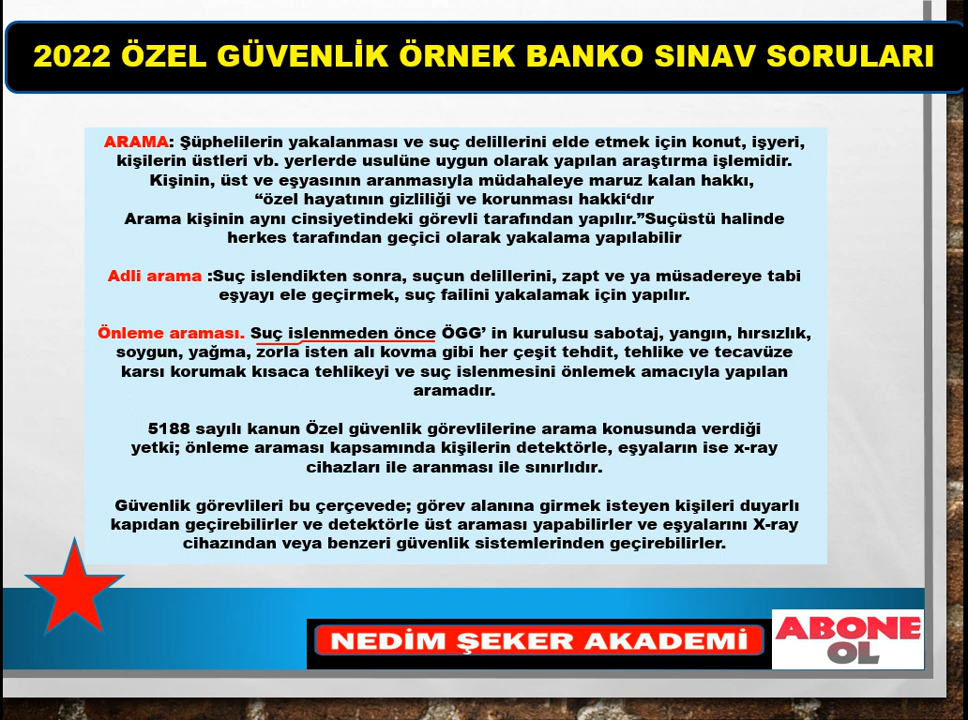 2022 ÖZEL GÜVENLİK ÖRNEK BANKO SINAV SORULARI
ARAMA: Şüphelilerin yakalanması ve suç delillerini elde etmek için konut, işyeri,
kişilerin üstleri vb. yerlerde usulüne uygun olarak yapılan araştırma işlemidir.
Kişinin, üst ve eşyasının aranmasıyla müdahaleye maruz kalan hakkı,
“özel hayatının gizliliği ve korunması hakki‘dır
Arama kişinin aynı cinsiyetindeki görevli tarafından yapılır.”Suçüstü halinde
herkes tarafından geçici olarak yakalama yapılabilir
Adli arama :Suç islendikten sonra, suçun delillerini, zapt ve ya müsadereye tabi
eşyayı ele geçirmek, suç failini yakalamak için yapılır.
Önleme araması. Suç islenmeden önce ÖGG’ in kurulusu sabotaj, yangın, hırsızlık,
soygun, yağma, zorla isten alı kovma gibi her çeşit tehdit, tehlike ve tecavüze
karsı korumak kısaca tehlikeyi ve suç islenmesini önlemek amacıyla yapılan
aramadır.
5188 sayılı kanun Özel güvenlik görevlilerine arama konusunda verdiği
yetki; önleme araması kapsamında kişilerin detektörle, eşyaların ise x-ray
cihazları ile aranması ile sınırlıdır.
Güvenlik görevlileri bu çerçevede; görev alanına girmek isteyen kişileri duyarlı
kapıdan geçirebilirler ve detektörle üst araması yapabilirler ve eşyalarını X-ray
cihazından veya benzeri güvenlik sistemlerinden geçirebilirler.
NEDİM ŞEKER AKADEMİ
ABONE
OL